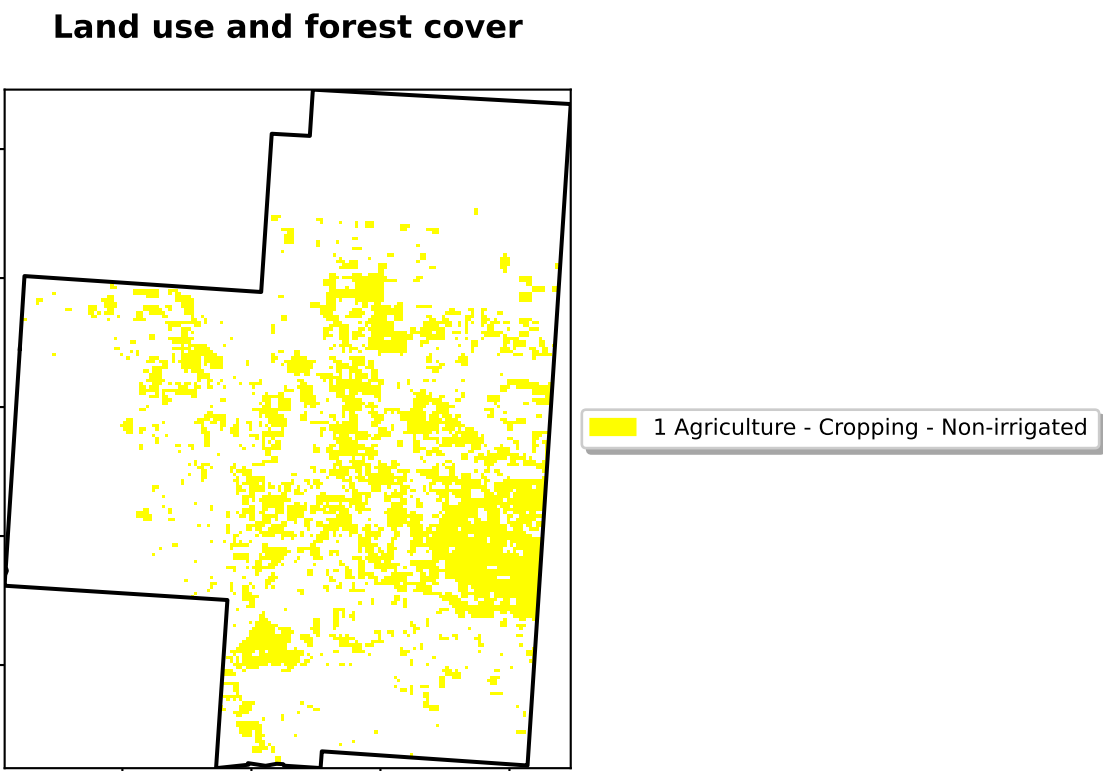 Land use and forest cover
1 Agriculture - Cropping - Non-irrigated